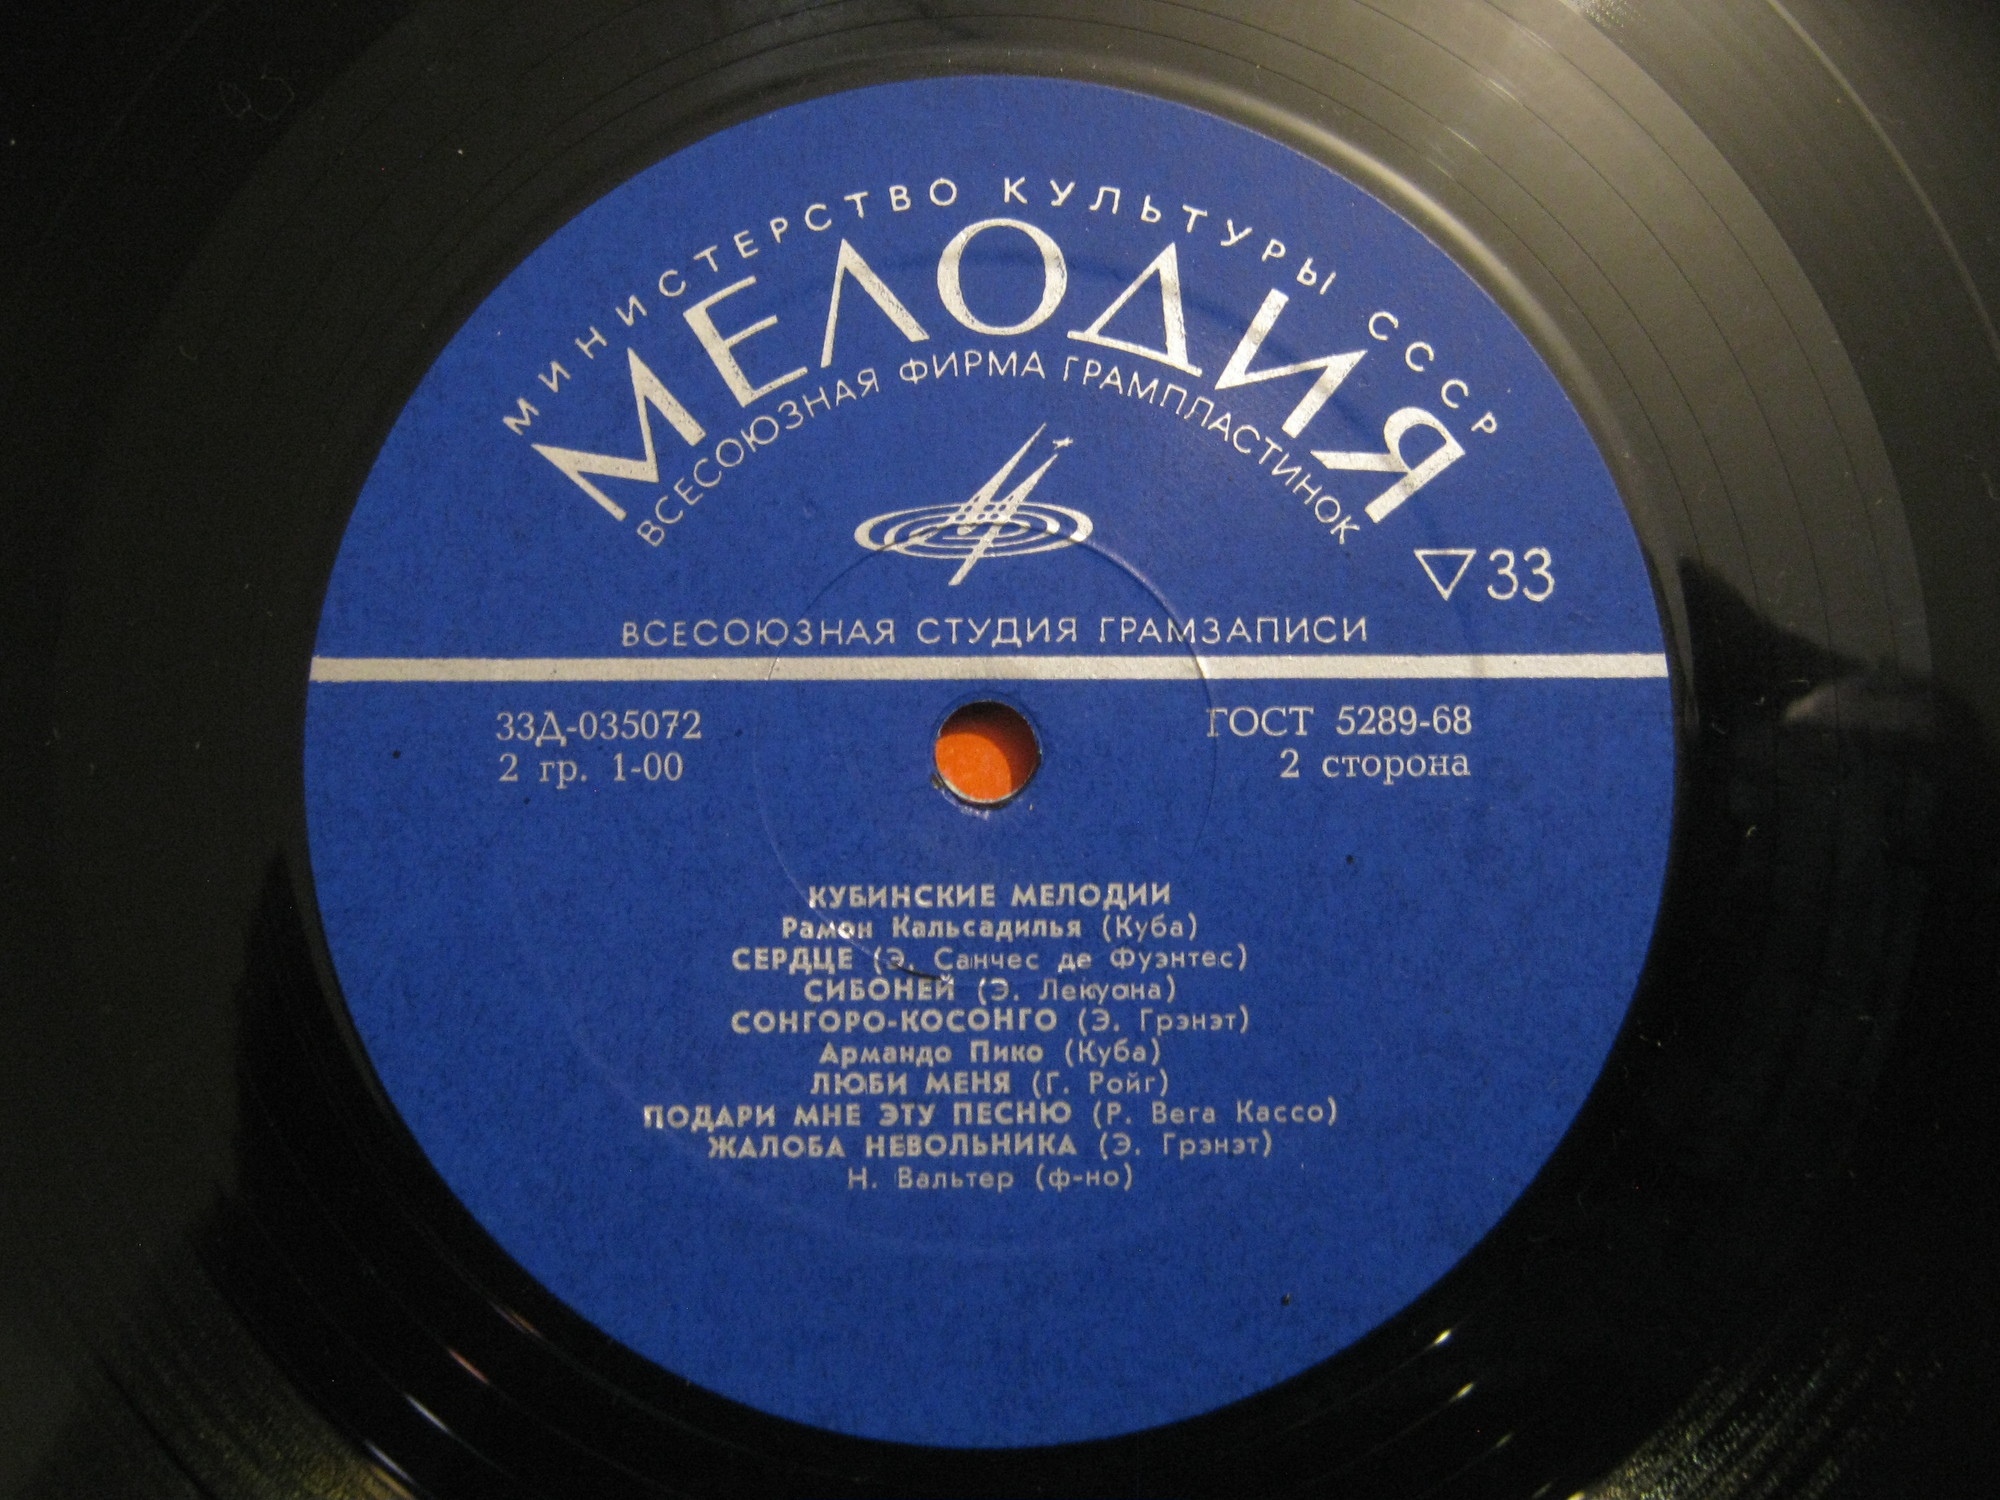 МИНИСТЕРСТВО КУЛЬТУРЫ СССР
МЕЛОДИЯ
ВСЕСОЮЗНАЯ ФИРМА ГРАМПЛАСТИНОК
33
ВСЕСОЮЗНАЯ СТУДИЯ ГРАМЗАПИСИ
33Д-035072
2 гр. 1-00
ГОСТ 5289-68
2 сторона
КУБИНСКИЕ МЕЛОДИИ
Рамон Кальсадилья (Куба)
СЕРДЦЕ (Э. Санчес де Фуэнтес)
СИБОНЕЙ (Э. Лекуона)
СОНГОРО-КОСОНГО (Э. Грэнэт)
Армандо Пико (Куба)
ЛЮБИ МЕНЯ (Г. Ройг)
ПОДАРИ МНЕ ЭТУ ПЕСНЮ (Р. Вега Кассо)
ЖАЛОБА НЕВОЛЬНИКА (Э. Грэнэт)
Н. Вальтер (ф-но)